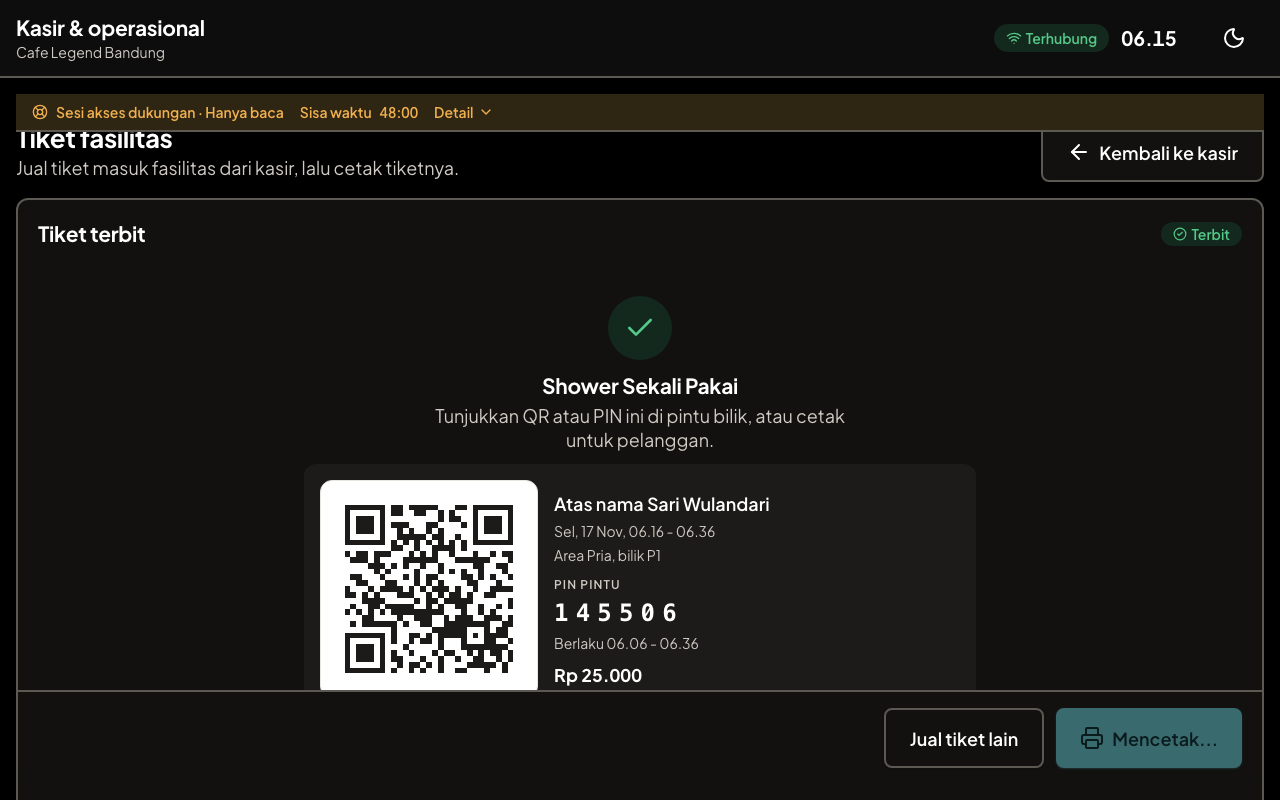 Kasir & operasional
Cafe Legend Bandung
Terhubung
06.15
Sesi akses dukungan · Hanya baca
Sisa waktu 48:00
Detail
Tiket fasilitas
Jual tiket masuk fasilitas dari kasir, lalu cetak tiketnya.
Kembali ke kasir
Tiket terbit
Terbit
Shower Sekali Pakai
Tunjukkan QR atau PIN ini di pintu bilik, atau cetak
untuk pelanggan.
Atas nama Sari Wulandari
Sel, 17 Nov, 06.16 - 06.36
Area Pria, bilik P1
PIN PINTU
145506
Berlaku 06.06 - 06.36
Rp 25.000
Jual tiket lain
Mencetak...